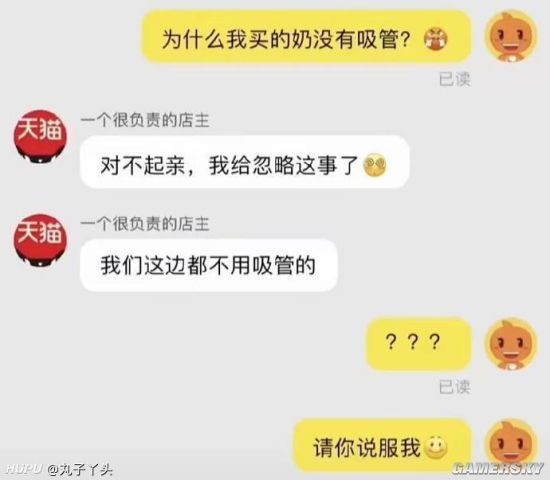 为什么我买的奶没有吸管？
已读
天猫
一个很负责的店主
对不起亲，我给忽略这事了
天猫
一个很负责的店主
我们这边都不用吸管的
？？？
已读
请你说服我
HUPU @丸子丫头
GAMERSKY